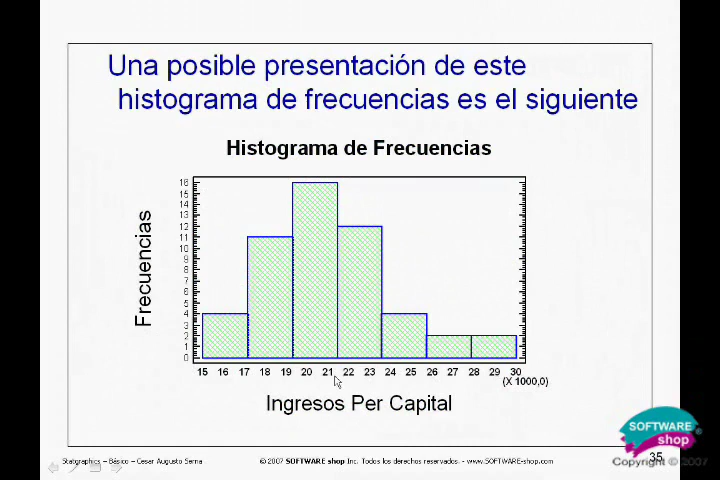 Una posible presentación de este
histograma de frecuencias es el siguiente
Histograma de Frecuencias
Frecuencias
16
15
14
13
12
11
10
9
8
7
6
5
4
3
2
1
0
15 16 17 18 19 20 21 22 23 24 25 26 27 28 29 30
(X 1000,0)
Ingresos Per Capital
Statgraphics – Básico – Cesar Augusto Serna
© 2007 SOFTWARE shop Inc. Todos los derechos reservados. - www.SOFTWARE-shop.com
35
SOFTWARE
shop
®
Copyright © 2007